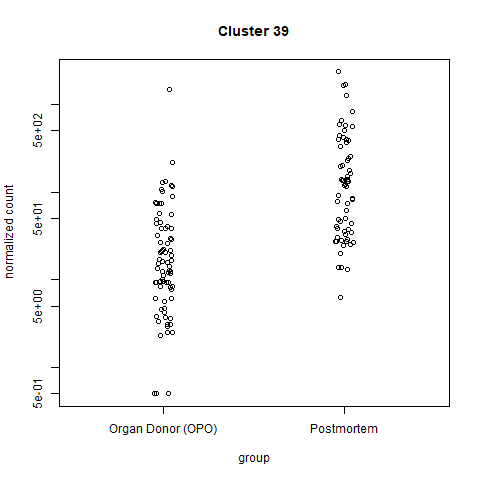 Cluster 39
normalized count
5e+02
5e+01
5e+00
5e-01
Organ Donor (OPO)
Postmortem
group